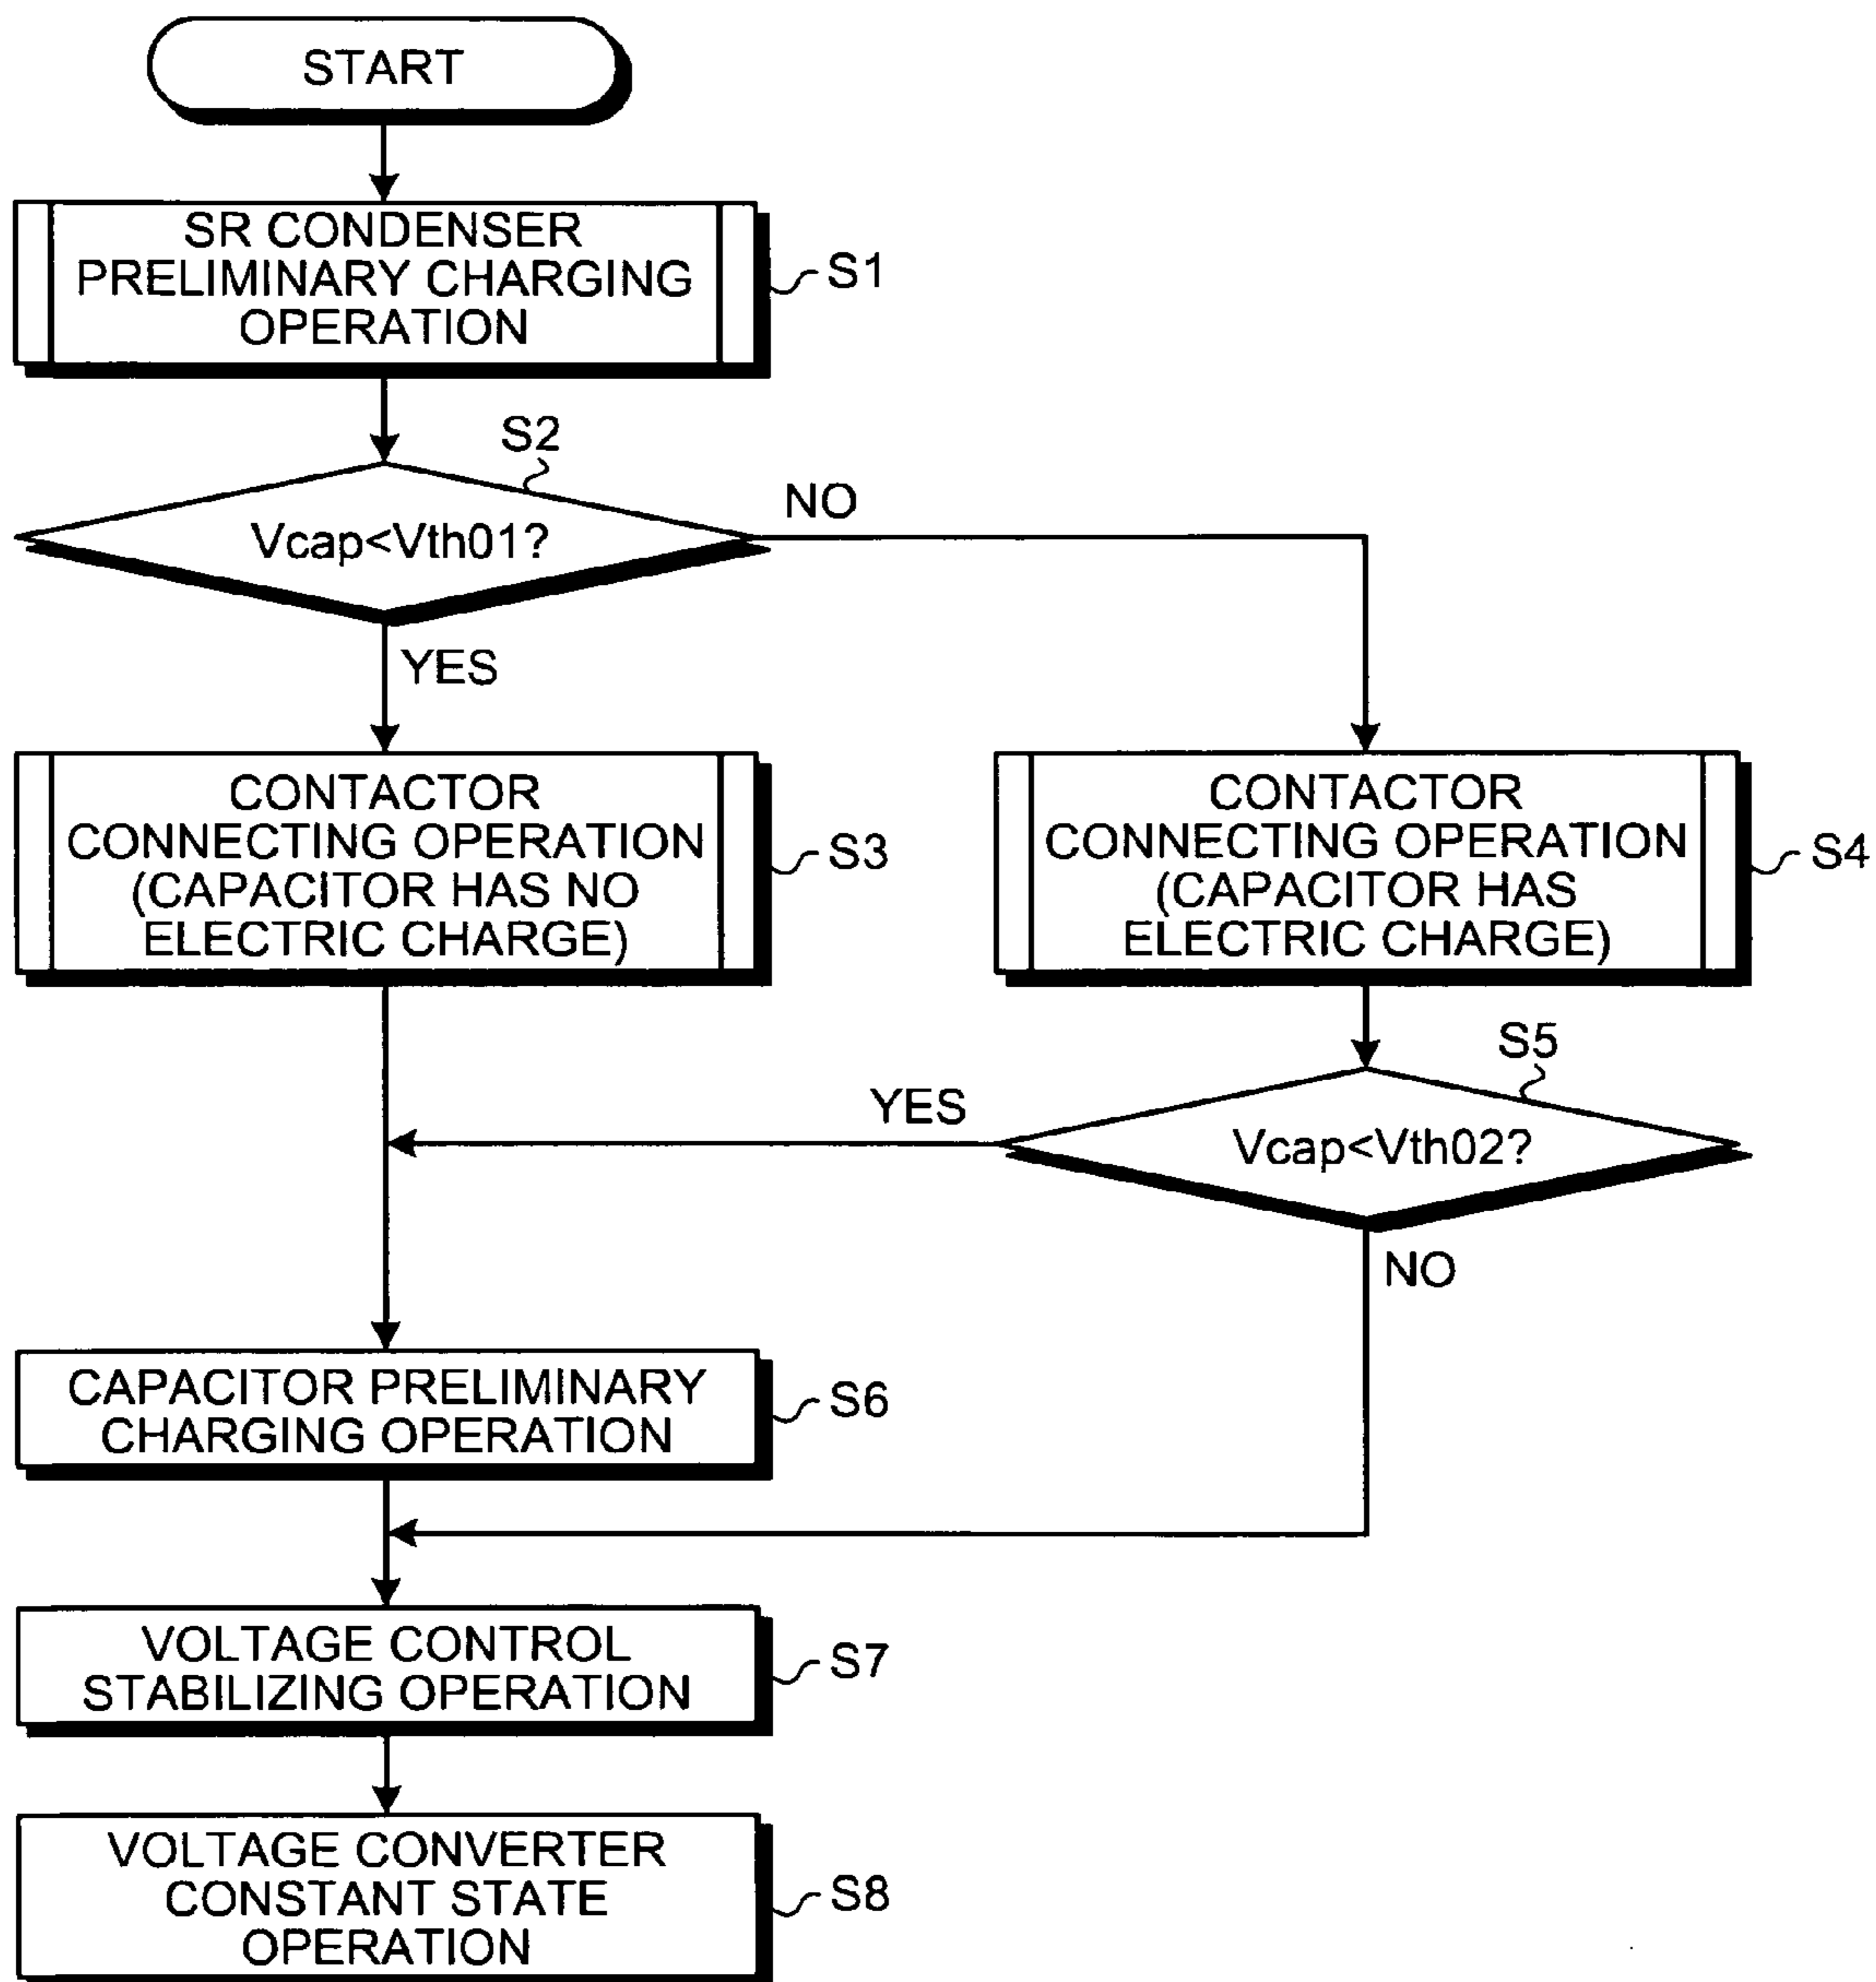 START
SR CONDENSER
PRELIMINARY CHARGING
OPERATION
S1
S2
Vcap<Vth01?
NO
YES
CONTACTOR
CONNECTING OPERATION
(CAPACITOR HAS NO
ELECTRIC CHARGE)
S3
CONTACTOR
CONNECTING OPERATION
(CAPACITOR HAS
ELECTRIC CHARGE)
S4
S5
YES
Vcap<Vth02?
NO
CAPACITOR PRELIMINARY
CHARGING OPERATION
S6
VOLTAGE CONTROL
STABILIZING OPERATION
S7
VOLTAGE CONVERTER
CONSTANT STATE
OPERATION
S8